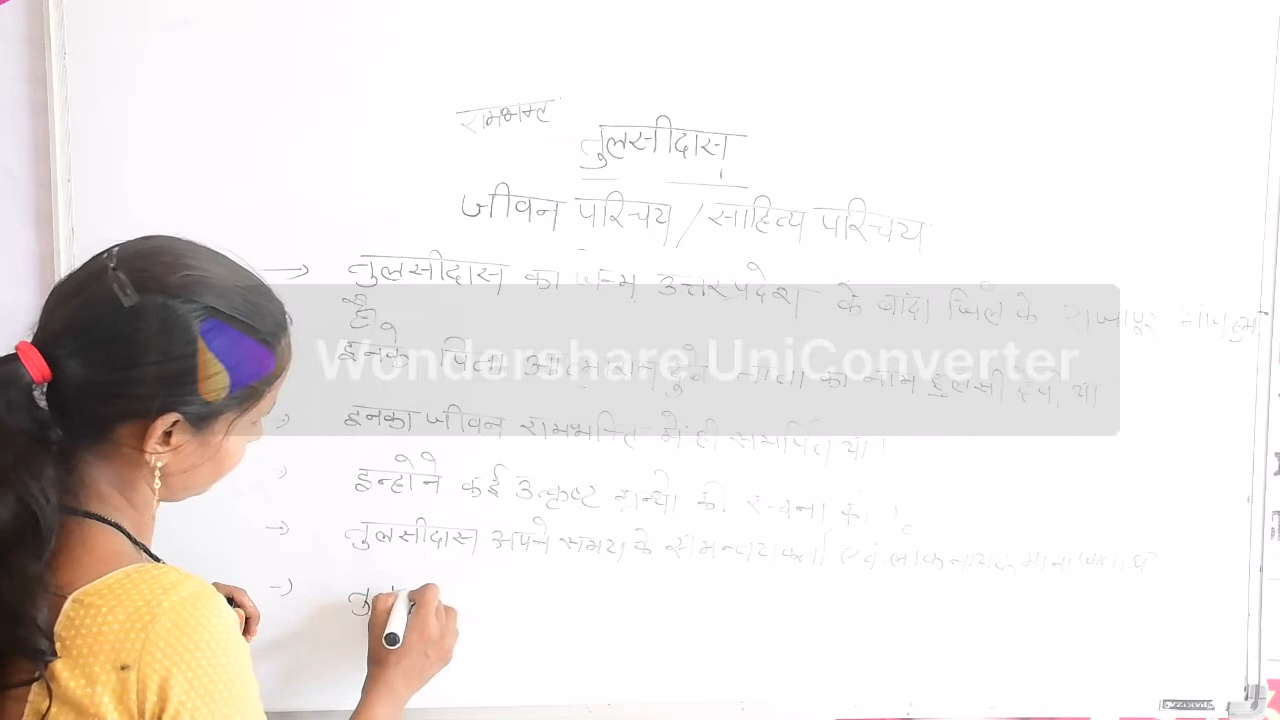 रामभक्त
तुलसीदास
जीवन परिचय / साहित्य परिचय
→ तुलसीदास का जन्म उत्तरप्रदेश के बांदा जिले के राजापूर
है
इनके पिता आत्माराम दुबे माता का नाम हुलसी था
Wondershare UniConverter
इनका जीवन रामभक्ति में ही समर्पित था।
इन्होने कई उत्कृष्ट ग्रन्थो की रचना की
→ तुलसीदास अपने समय के समन्वयकर्ता एवं लोकनायक माना जाता
→ तु